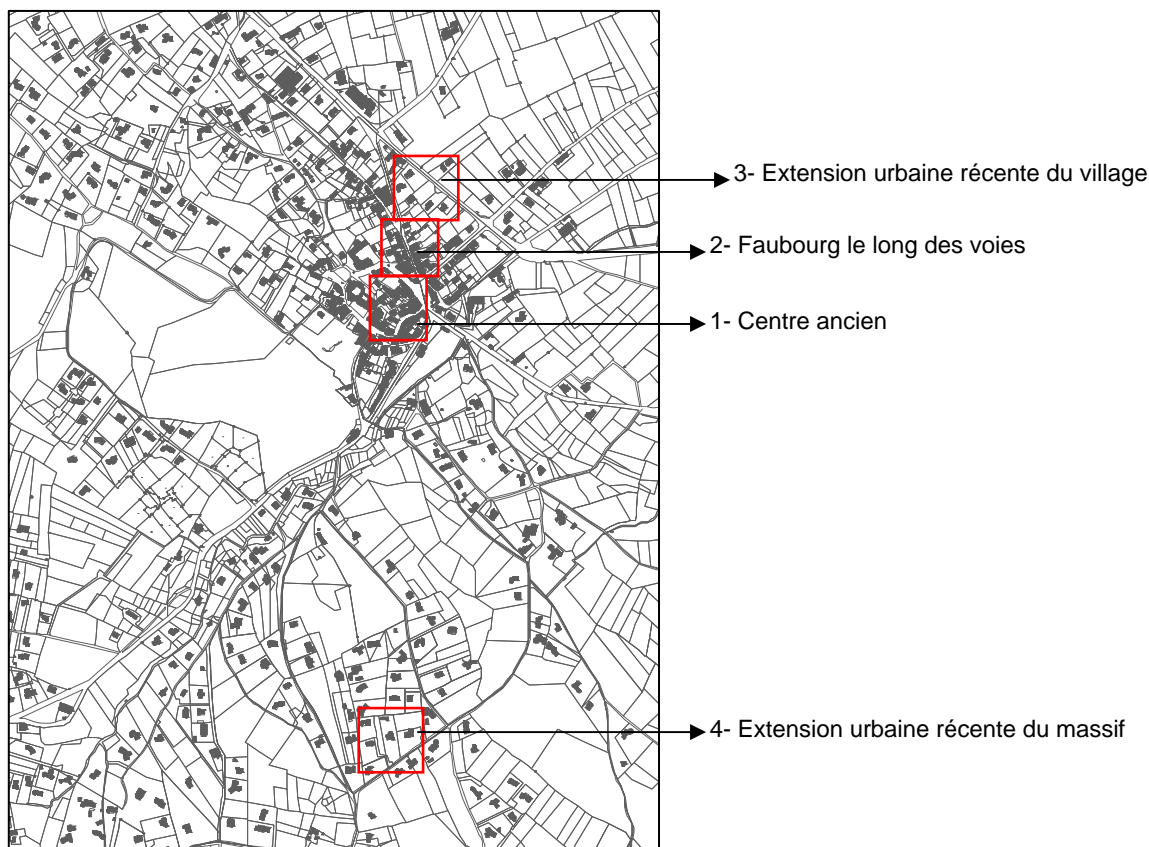 3- Extension urbaine récente du village
2- Faubourg le long des voies
1- Centre ancien
4- Extension urbaine récente du massif